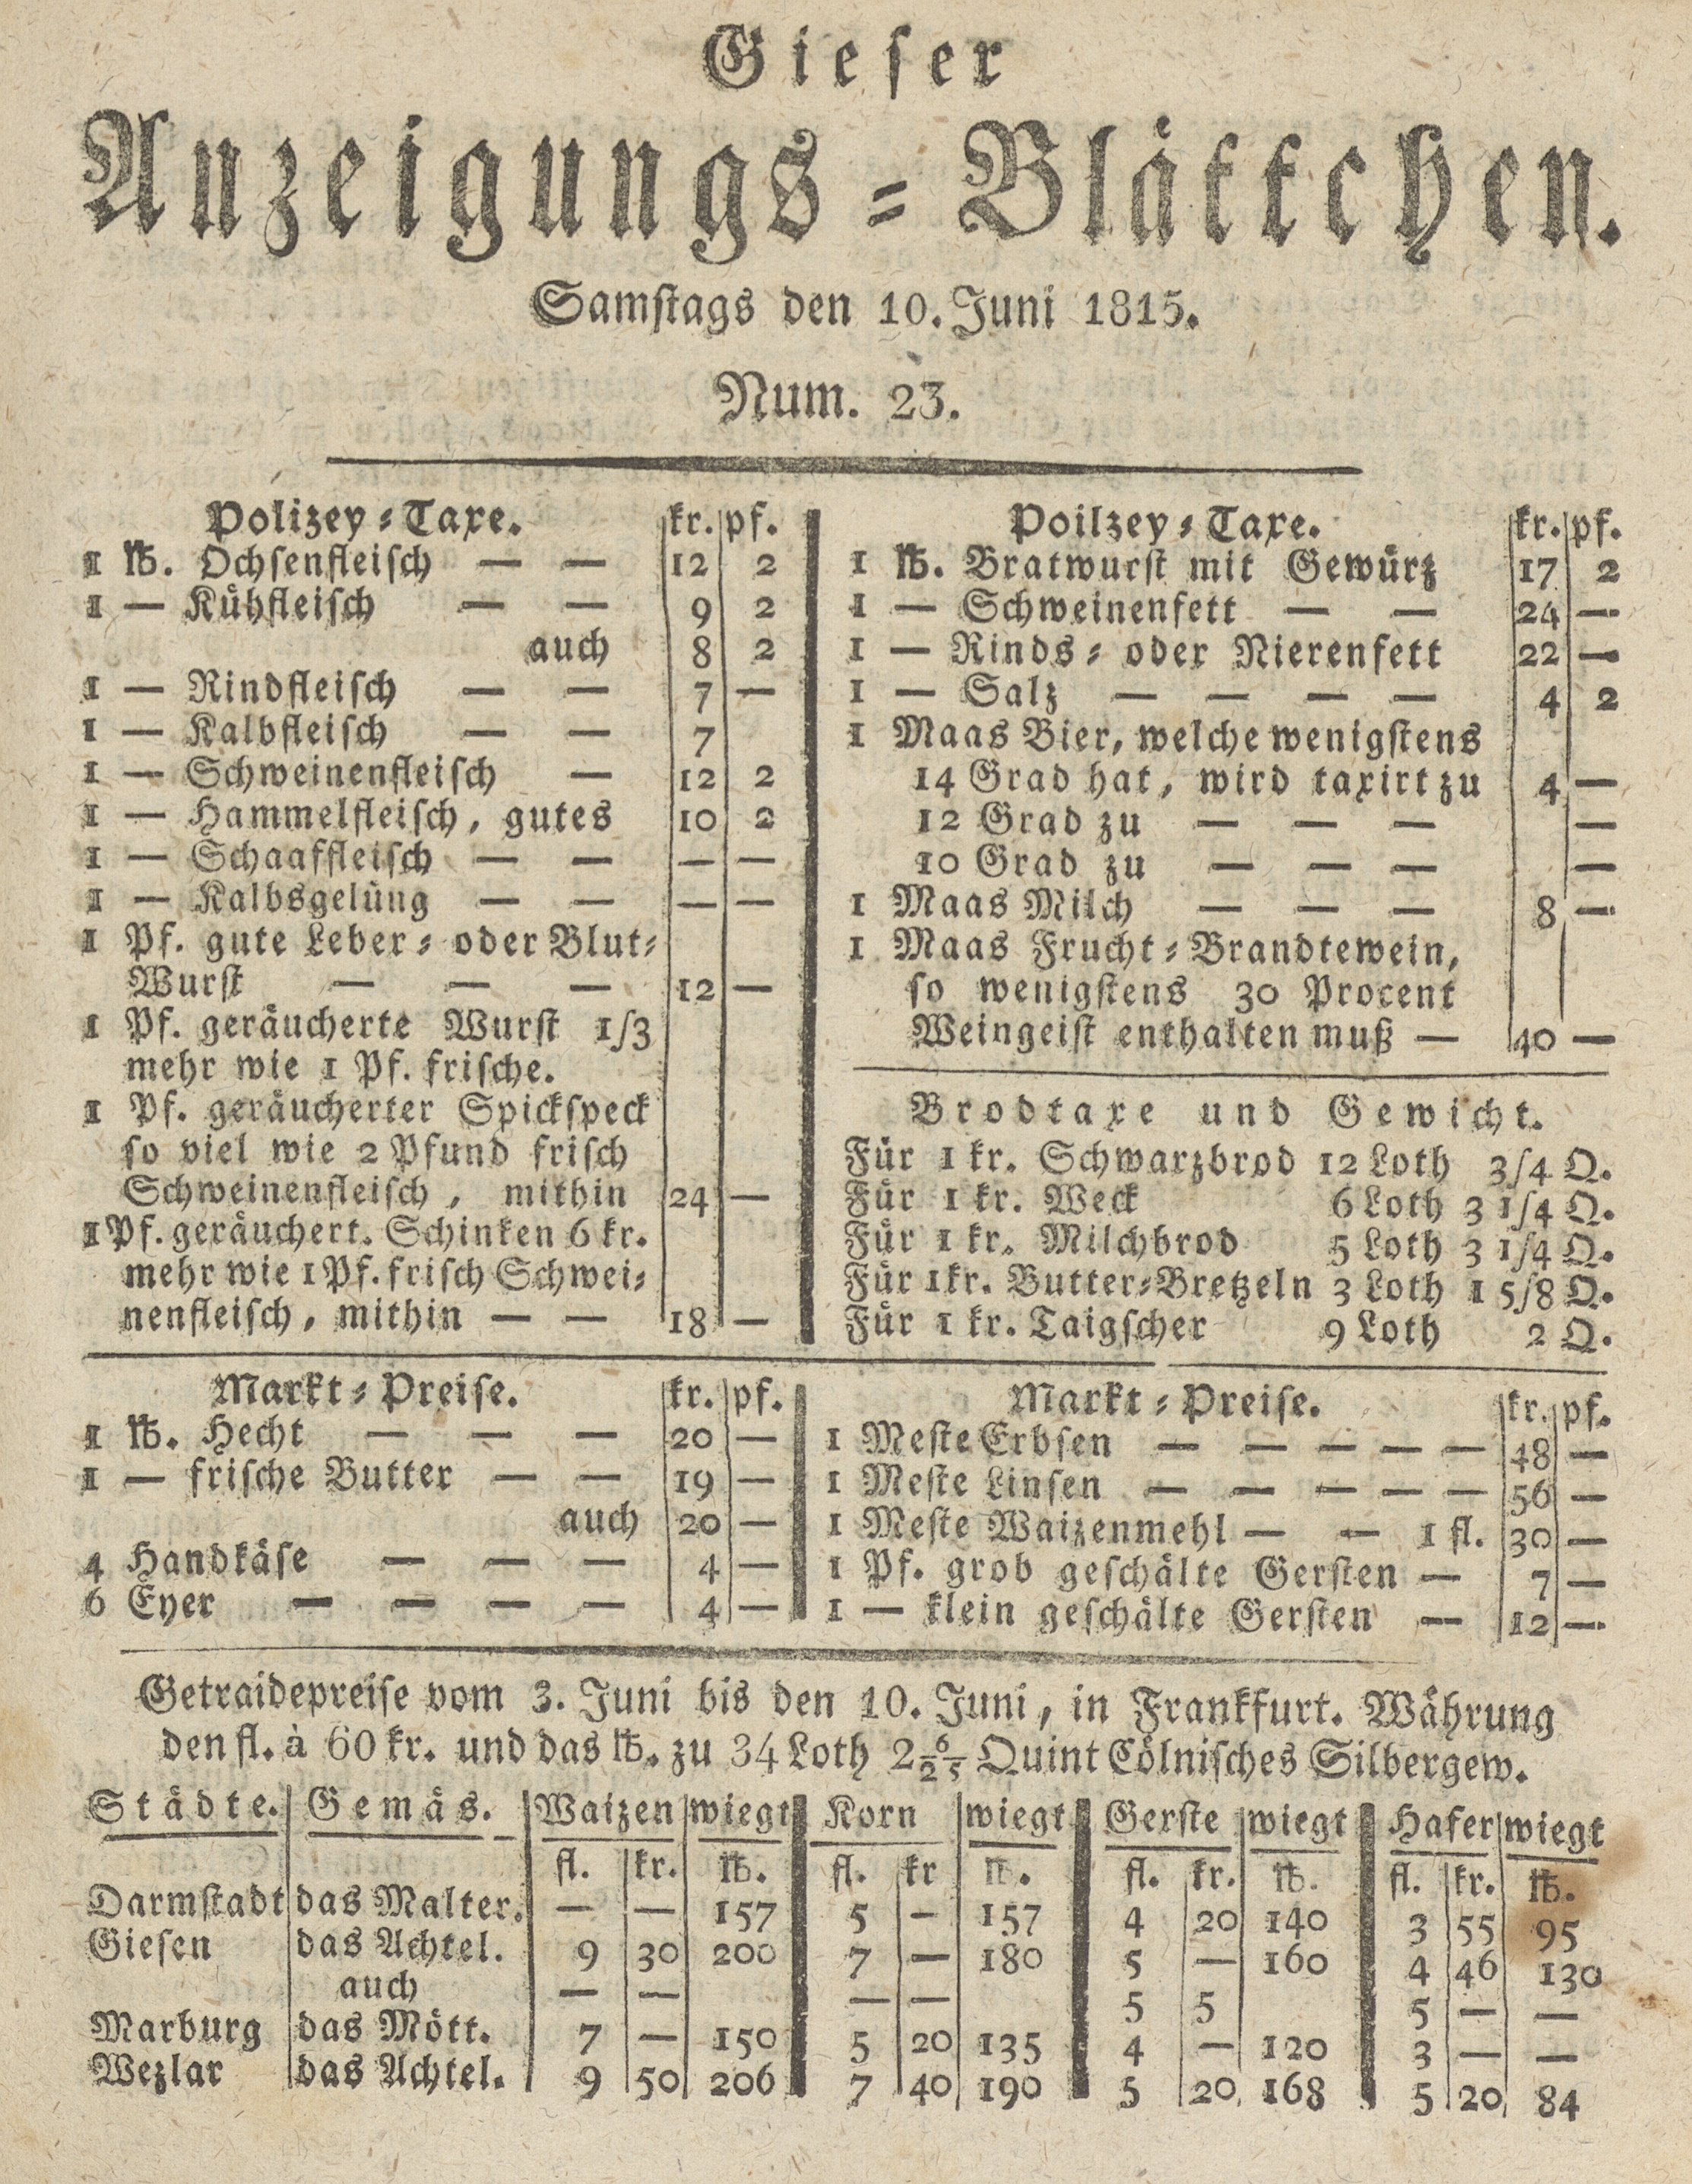 Gieser
Anzeigungs-Blättchen.
Samstags den 10. Juni 1815.
Num. 23.
Polizey-Taxe. kr. pf.
1 ℔. Ochsenfleisch — — 12 2
1 — Kühfleisch — — 9 2
auch 8 2
1 — Rindfleisch — — 7 —
1 — Kalbfleisch — — 7
1 — Schweinenfleisch — 12 2
1 — Hammelfleisch, gutes 10 2
1 — Schaaffleisch — — — —
1 — Kalbsgelüng — — — —
1 Pf. gute Leber- oder Blut-
Wurst — — — 12 —
1 Pf. geräucherte Wurst 1/3
mehr wie 1 Pf. frische.
1 Pf. geräucherter Spickspeck
so viel wie 2 Pfund frisch
Schweinenfleisch, mithin 24 —
1 Pf. geräuchert. Schinken 6 kr.
mehr wie 1 Pf. frisch Schwei-
nenfleisch, mithin — — 18 —
Poilzey-Taxe. kr. pf.
1 ℔. Bratwurst mit Gewürz 17 2
1 — Schweinenfett — — 24 —
1 — Rinds- oder Nierenfett 22 —
1 — Salz — — — — 4 2
1 Maas Bier, welche wenigstens
14 Grad hat, wird taxirt zu 4 —
12 Grad zu — — — —
10 Grad zu — — — —
1 Maas Milch — — — 8 —
1 Maas Frucht-Brandtewein,
so wenigstens 30 Procent
Weingeist enthalten muß — 40 —
Brodtaxe und Gewicht.
Für 1 kr. Schwarzbrod 12 Loth 3/4 Q.
Für 1 kr. Weck 6 Loth 3 1/4 Q.
Für 1 kr. Milchbrod 5 Loth 3 1/4 Q.
Für 1 kr. Butter-Bretzeln 3 Loth 1 5/8 Q.
Für 1 kr. Taigscher 9 Loth 2 Q.
Markt-Preise. kr. pf.
1 ℔. Hecht — — — 20 —
1 — frische Butter — — 19 —
auch 20 —
4 Handkäse — — — 4 —
6 Eyer — — — — 4 —
Markt-Preise. kr. pf.
1 Meste Erbsen — — — — — 48 —
1 Meste Linsen — — — — — 56 —
1 Meste Waizenmehl — — 1 fl. 30 —
1 Pf. grob geschälte Gersten — 7 —
1 — klein geschälte Gersten — 12 —
Getraidepreise vom 3. Juni bis den 10. Juni, in Frankfurt. Währung
den fl. à 60 kr. und das ℔. zu 34 Loth 2 6/25 Quint Cölnisches Silbergew.
Städte. Gemäs. Waizen wiegt Korn wiegt Gerste wiegt Hafer wiegt
fl. kr. ℔. fl. kr ℔. fl. kr. ℔. fl. kr. ℔.
Darmstadt das Malter. — — 157 5 — 157 4 20 140 3 55 95
Giesen das Achtel. 9 30 200 7 — 180 5 — 160 4 46 130
auch — — — — 5 5 5 — —
Marburg das Mött. 7 — 150 5 20 135 4 — 120 3 — —
Wezlar das Achtel. 9 50 206 7 40 190 5 20 168 5 20 84